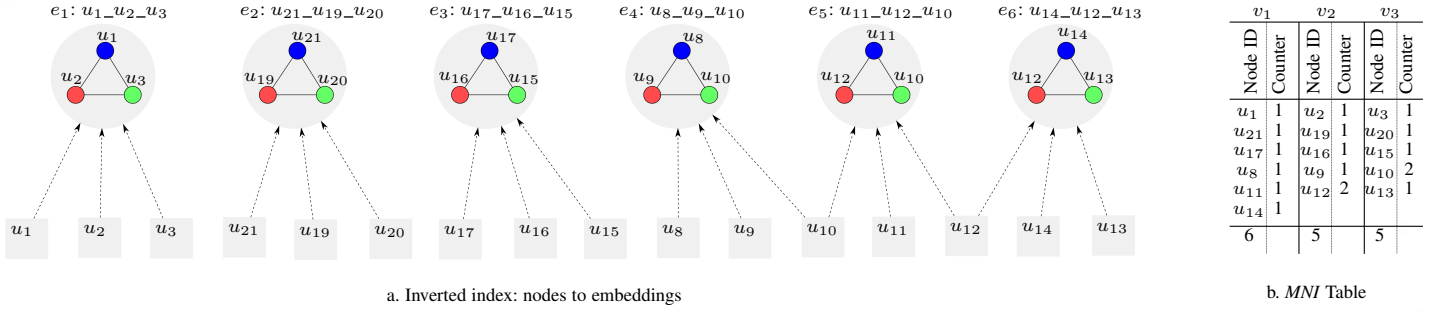 e₁: u₁_u₂_u₃ e₂: u₂₁_u₁₉_u₂₀ e₃: u₁₇_u₁₆_u₁₅ e₄: u₈_u₉_u₁₀ e₅: u₁₁_u₁₂_u₁₀ e₆: u₁₄_u₁₂_u₁₃
u₁ u₂₁ u₁₇ u₈ u₁₁ u₁₄
u₂ u₃ u₁₉ u₂₀ u₁₆ u₁₅ u₉ u₁₀ u₁₂ u₁₀ u₁₂ u₁₃
u₁ u₂ u₃ u₂₁ u₁₉ u₂₀ u₁₇ u₁₆ u₁₅ u₈ u₉ u₁₀ u₁₁ u₁₂ u₁₄ u₁₃
a. Inverted index: nodes to embeddings
v₁ v₂ v₃
Node ID Counter Node ID Counter Node ID Counter
u₁ 1 u₂ 1 u₃ 1
u₂₁ 1 u₁₉ 1 u₂₀ 1
u₁₇ 1 u₁₆ 1 u₁₅ 1
u₈ 1 u₉ 1 u₁₀ 2
u₁₁ 1 u₁₂ 2 u₁₃ 1
u₁₄ 1
6 5 5
b. MNI Table